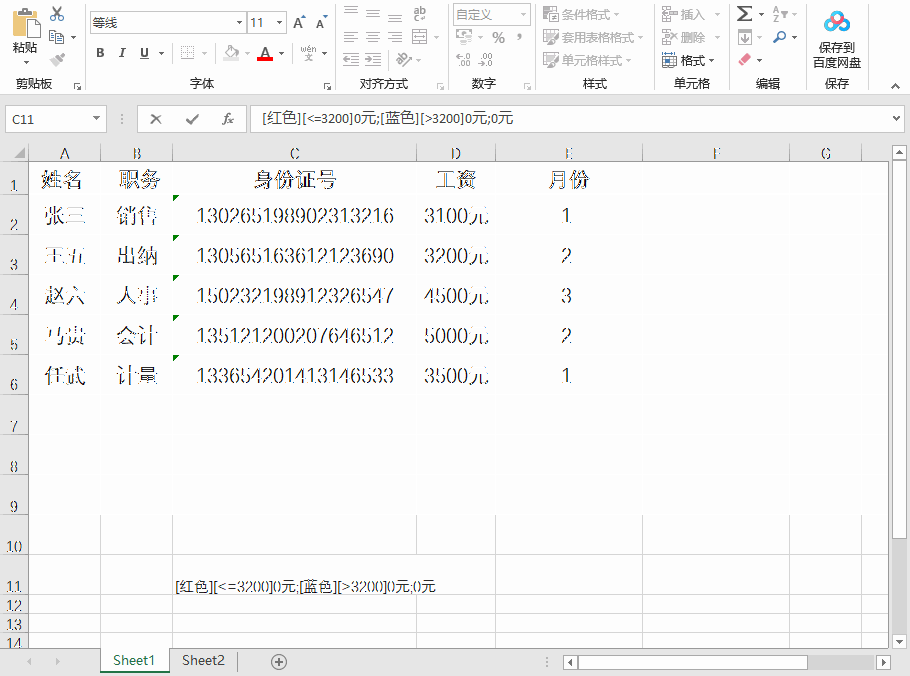 等线 11 自定义 条件格式 插入
粘贴 套用表格格式 删除 保存到
B I U A wén 文 % , 单元格样式 格式 百度网盘
剪贴板 字体 对齐方式 数字 样式 单元格 编辑 保存
C11 fx [红色][<=3200]0元;[蓝色][>3200]0元;0元
A B C D E F G
1 姓名 职务 身份证号 工资 月份
2 张三 销售 130265198902313216 3100元 1
3 王五 出纳 130565163612123690 3200元 2
4 赵六 人事 150232198912326547 4500元 3
5 冯贵 会计 135121200207646512 5000元 2
6 任武 计量 133654201413146533 3500元 1
7
8
9
10
11 [红色][<=3200]0元;[蓝色][>3200]0元;0元
12
13
14
Sheet1 Sheet2